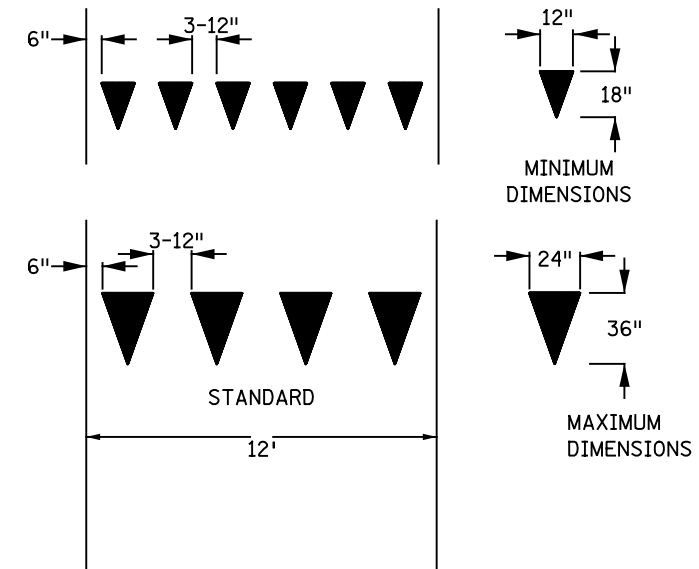 6"
3-12"
12"
18"
MINIMUM
DIMENSIONS
6"
3-12"
24"
36"
STANDARD
MAXIMUM
12'
DIMENSIONS